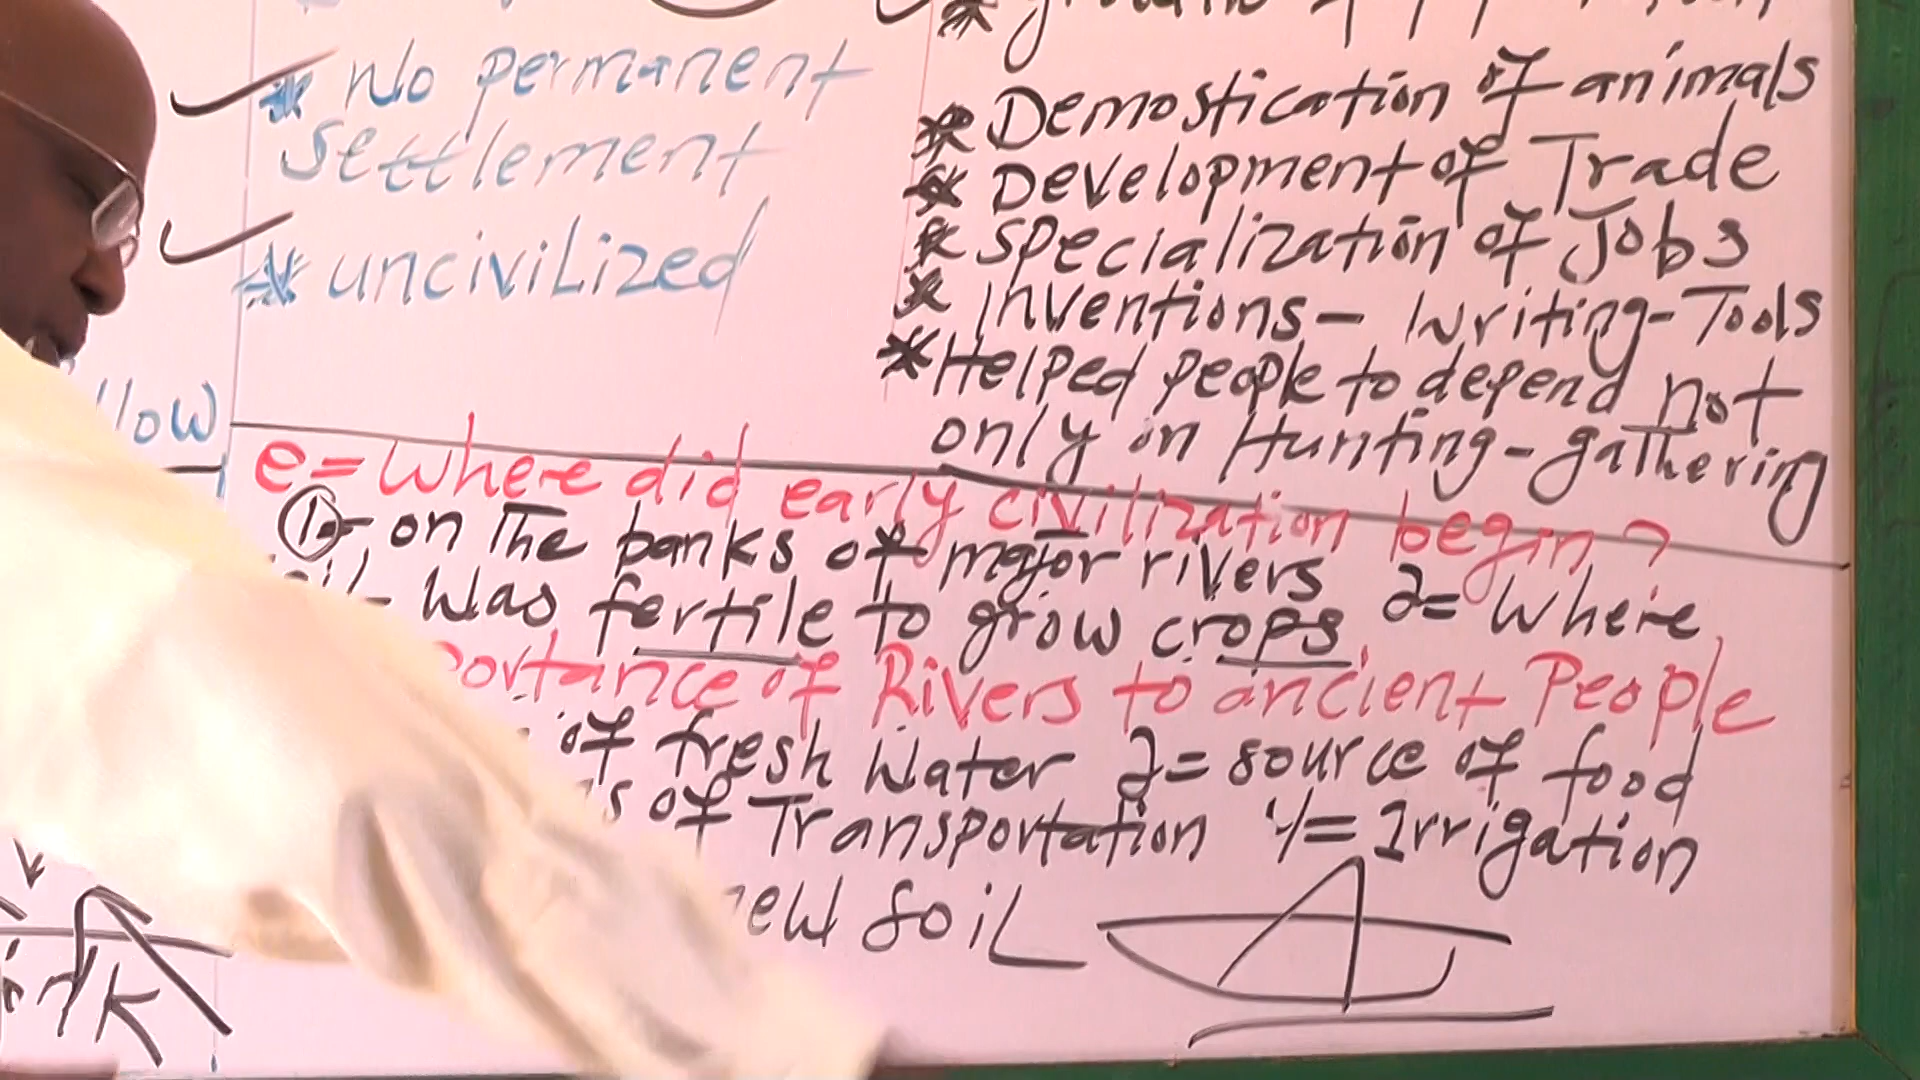 * No permanent
settlement
* uncivilized
llow
* Demostication of animals
* Development of Trade
* specialization of Jobs
* Inventions - Writing - Tools
* Helped people to depend not
only on Hunting - gathering
e = Where did early civilization begin?
1 - on The banks of major rivers 2 = Where
was fertile to grow crops
portance of Rivers to ancient People
of fresh Water 2 = source of food
s of Transportation 4 = Irrigation
new soil